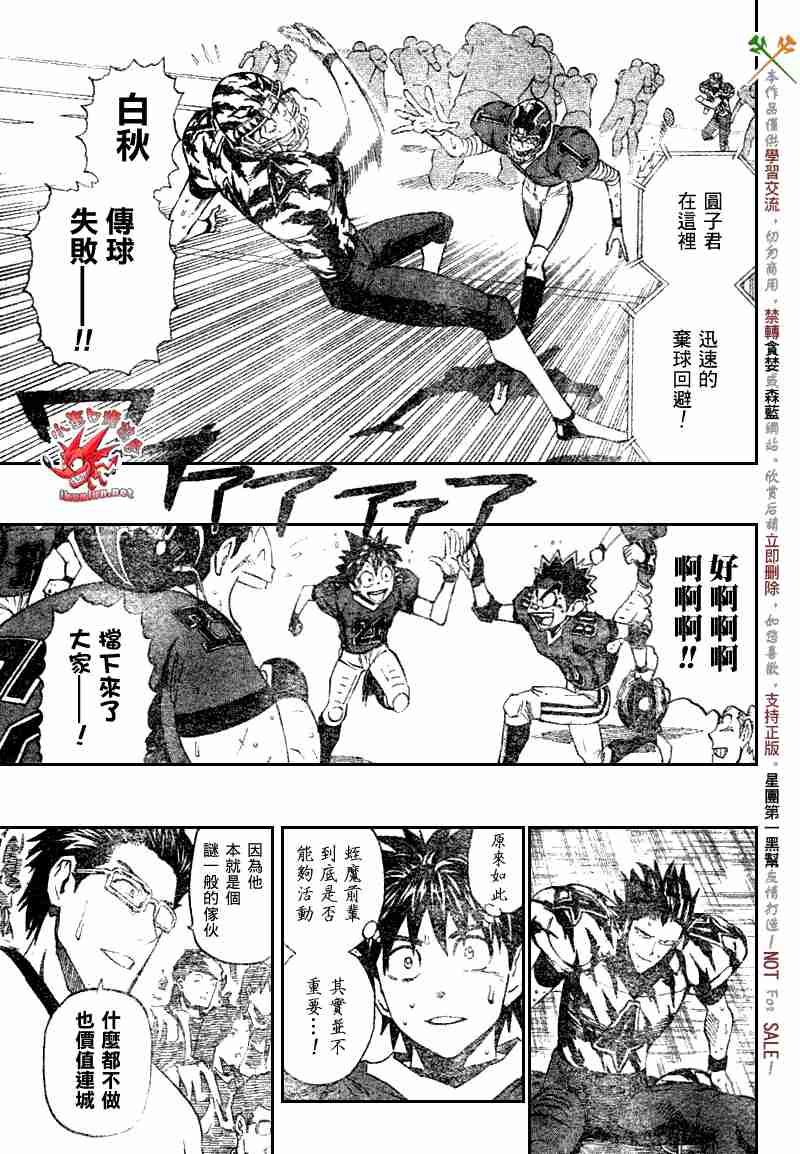 圓子君
在這裡
迅速的
棄球回避！
白秋
傳球
失敗——!!
アアアア
好啊啊啊
啊啊啊!!
擋下來了
大家——！
原來如此
蛭魔前輩
到底是否
能夠活動
其實並不
重要…！
因為他
本就是個
謎一般的傢伙
什麼都不做
也價值連城
本作品僅供學習交流，切勿商用，禁轉貪婪或森藍網站。欣賞后請立即刪除，如您喜歡，支持正版。星團第一黑幫友情打造—NOT For SALE—